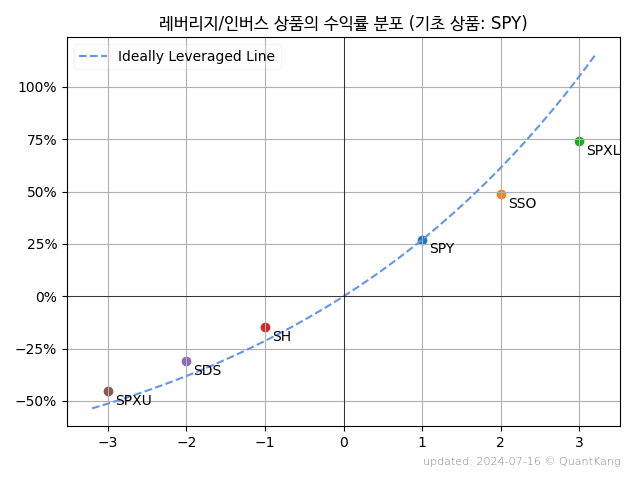 레버리지/인버스 상품의 수익률 분포 (기초 상품: SPY)
Ideally Leveraged Line
100%
75%
50%
25%
0%
−25%
−50%
SPXL
SSO
SPY
SH
SDS
SPXU
−3 −2 −1 0 1 2 3
updated: 2024-07-16 © QuantKang